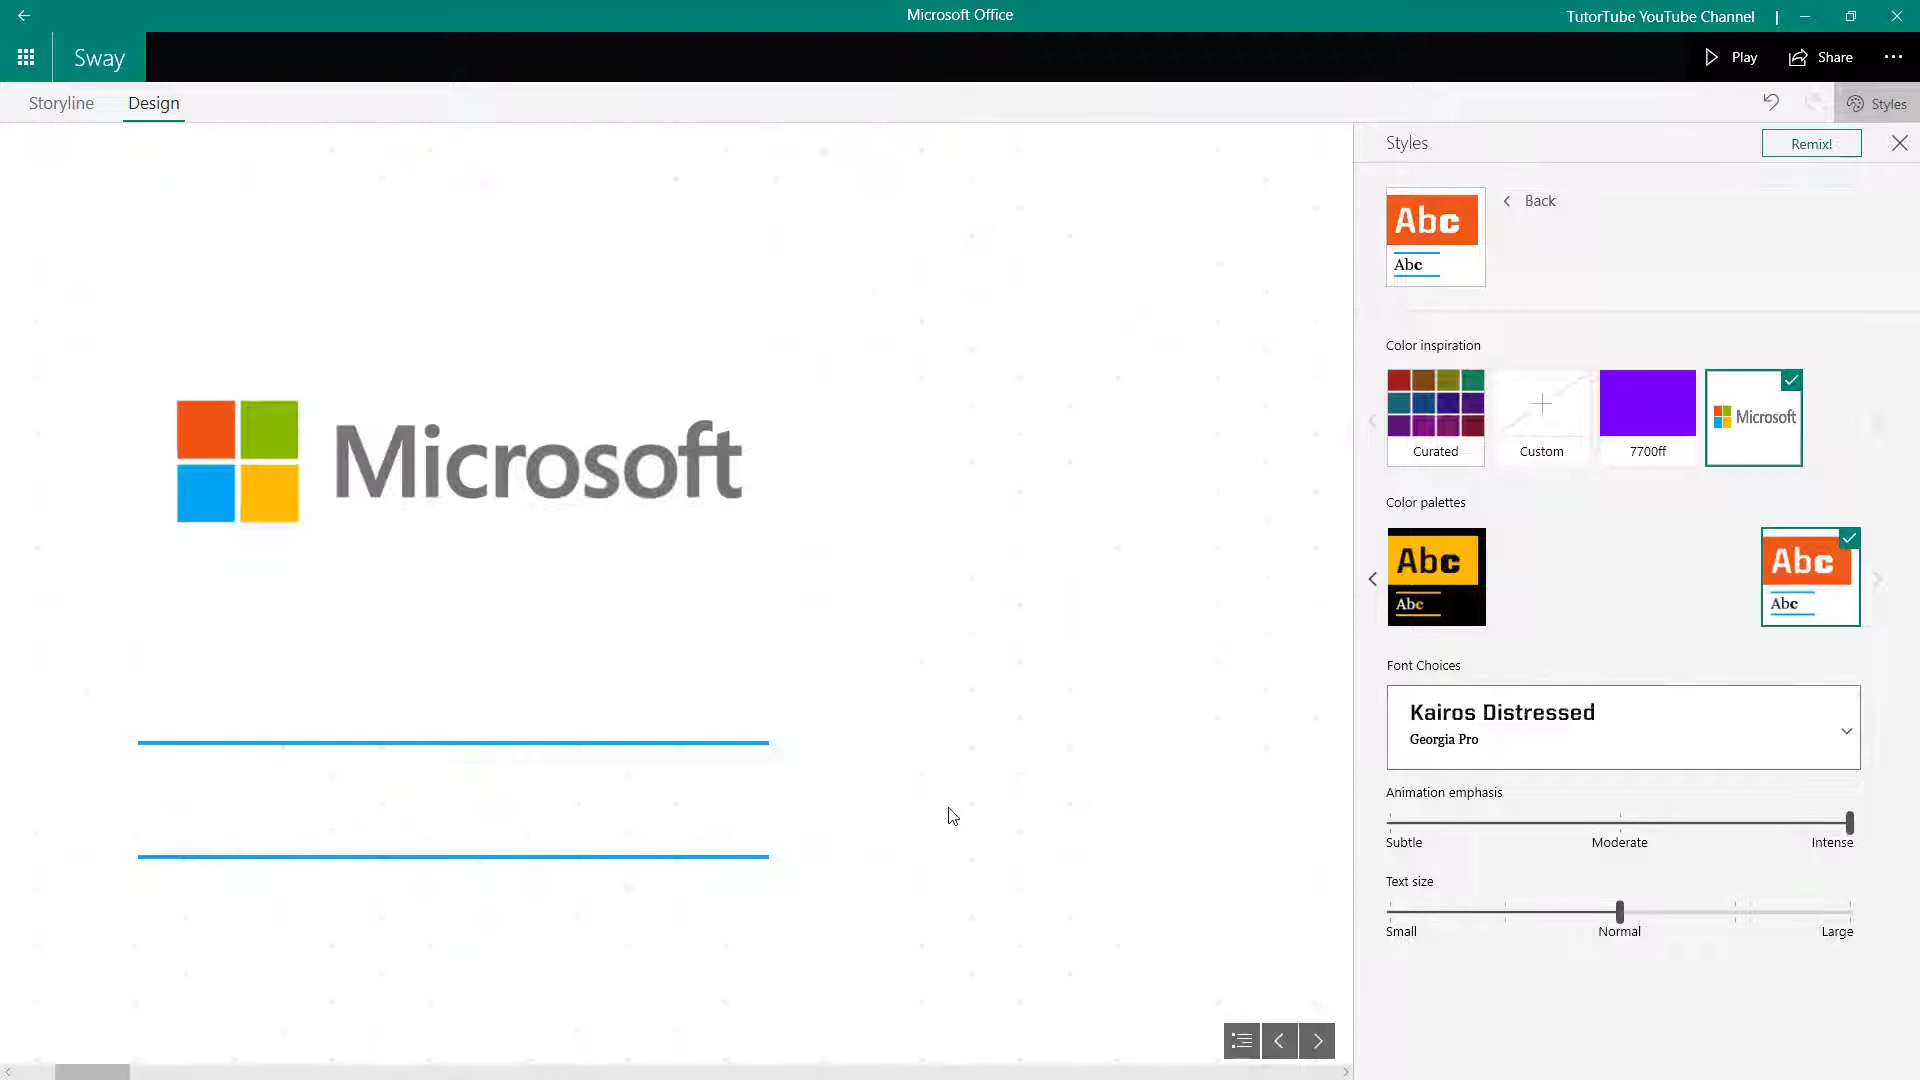 Microsoft Office
TutorTube YouTube Channel
Sway
Play
Share
Storyline
Design
Styles
Styles
Remix!
Abc
Abc
Back
Color inspiration
Microsoft
Curated
Custom
7700ff
Microsoft
Color palettes
Abc
Abc
Abc
Abc
Font Choices
Kairos Distressed
Georgia Pro
Animation emphasis
Subtle
Moderate
Intense
Text size
Small
Normal
Large